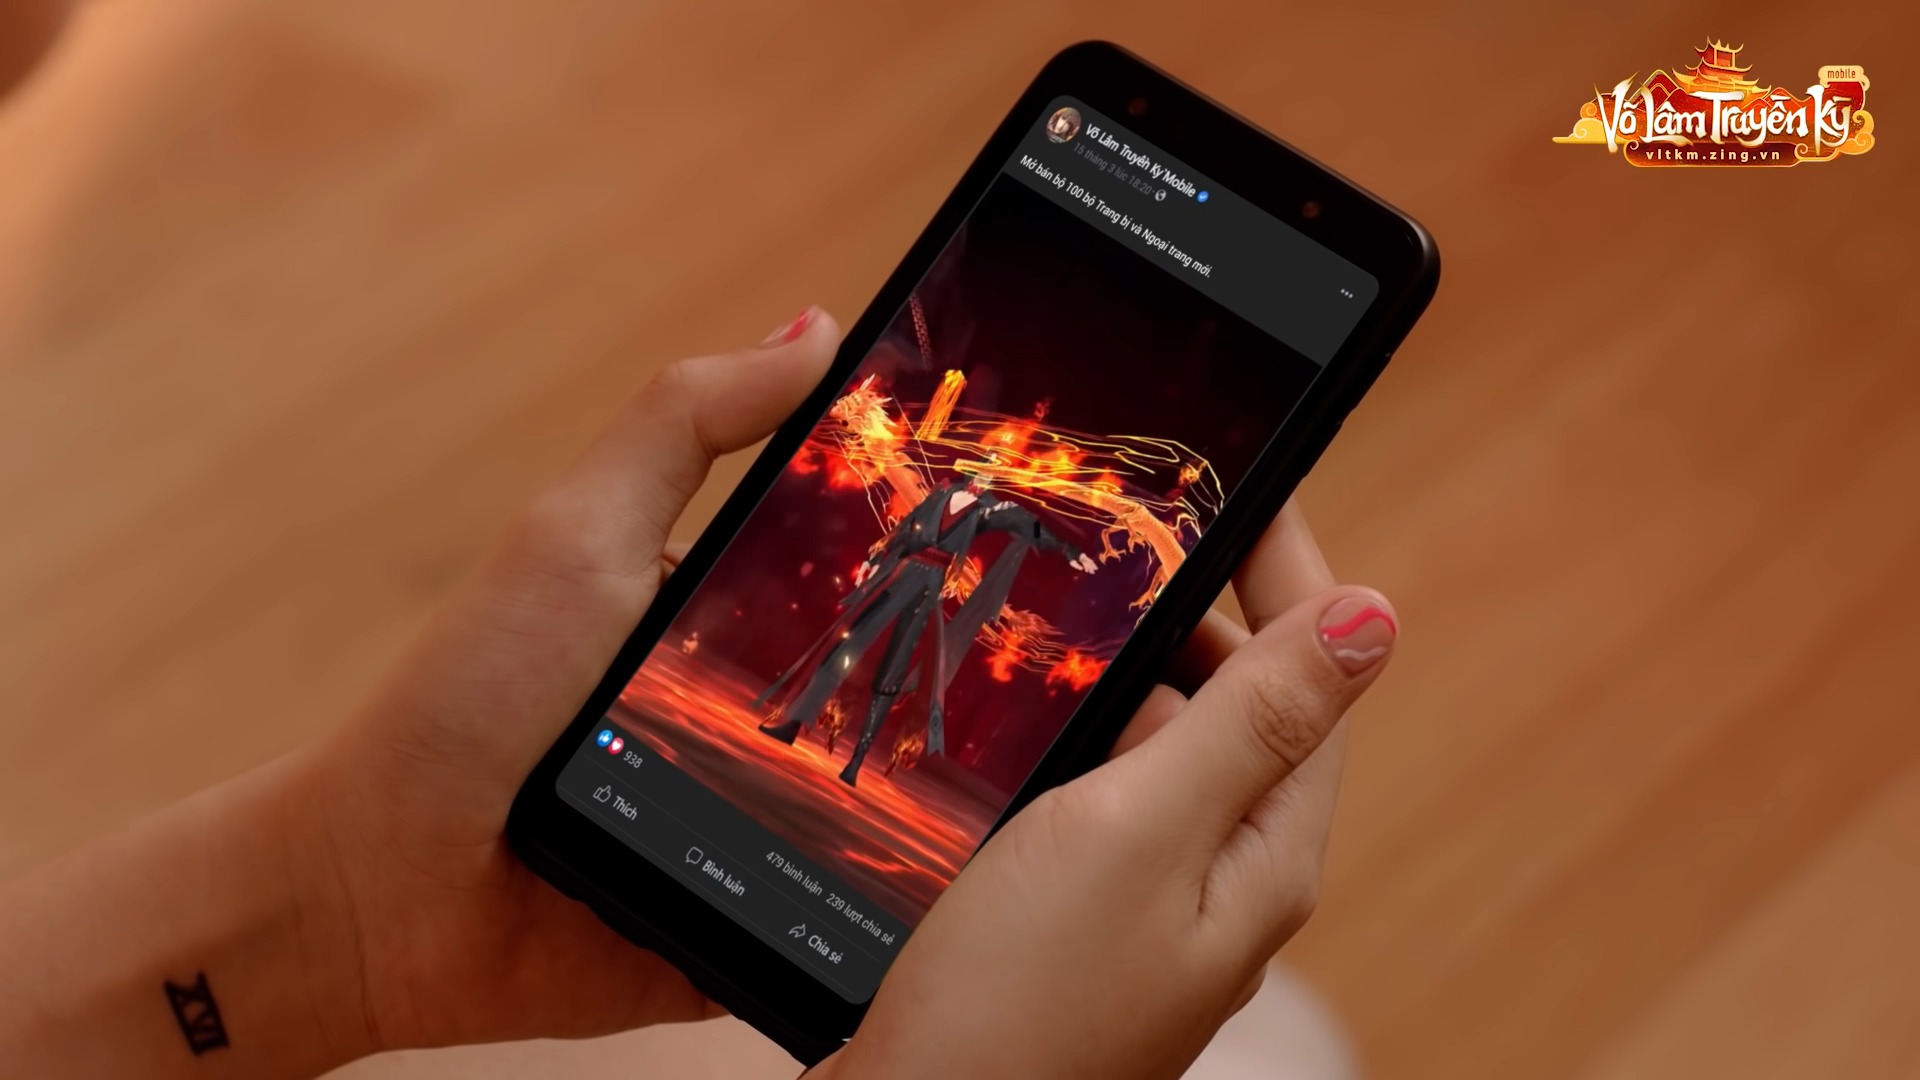 Võ Lâm Truyền Kỳ Mobile
15 tháng 3 lúc 18:20
Mở bán bộ 100 bộ Trang bị và Ngoại trang mới.
938
479 bình luận 239 lượt chia sẻ
Thích
Bình luận
Chia sẻ
XVI
mobile
Võ Lâm Truyền Kỳ
vltkm.zing.vn